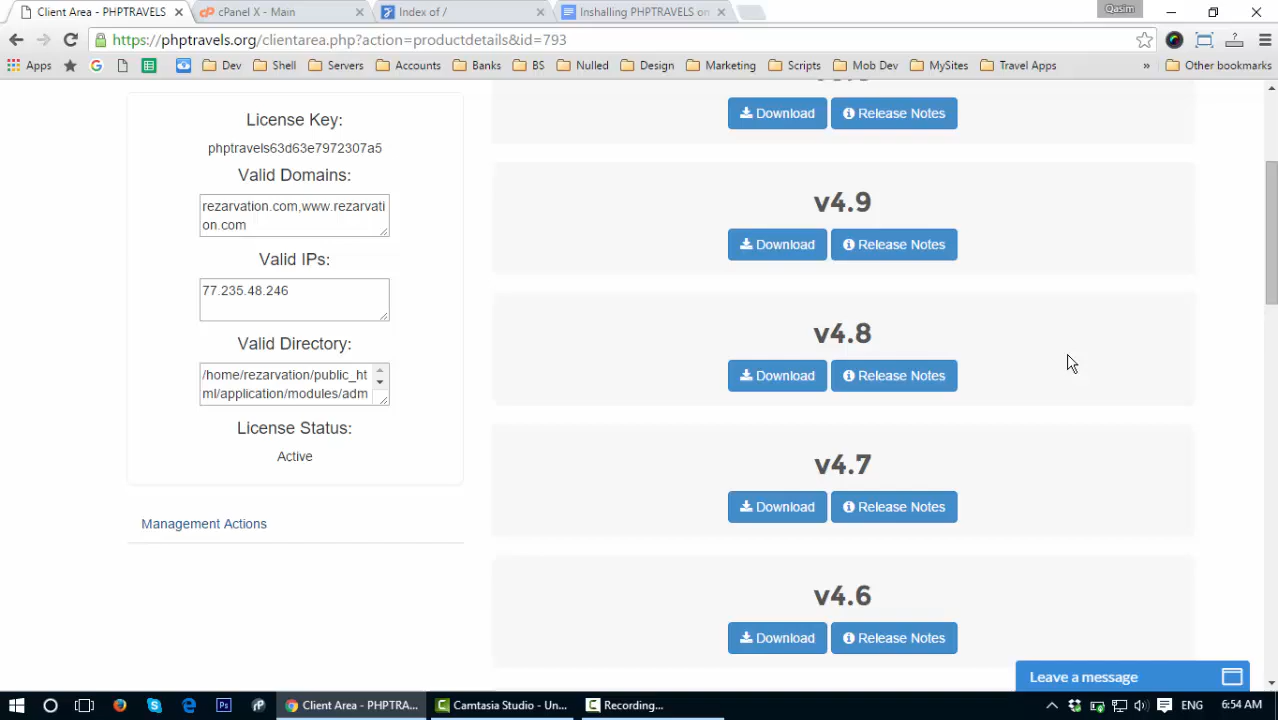 Client Area - PHPTRAVELS
cPanel X - Main
Index of /
Inshalling PHPTRAVELS on
Qasim
https://phptravels.org/clientarea.php?action=productdetails&id=793
Apps
Dev
Shell
Servers
Accounts
Banks
BS
Nulled
Design
Marketing
Scripts
Mob Dev
MySites
Travel Apps
»
Other bookmarks
License Key:
phptravels63d63e7972307a5
Valid Domains:
rezarvation.com,www.rezarvati
on.com
Valid IPs:
77.235.48.246
Valid Directory:
/home/rezarvation/public_ht
ml/application/modules/adm
License Status:
Active
Management Actions
Download
Release Notes
v4.9
Download
Release Notes
v4.8
Download
Release Notes
v4.7
Download
Release Notes
v4.6
Download
Release Notes
Leave a message
Client Area - PHPTRA...
Camtasia Studio - Un...
Recording...
ENG
6:54 AM